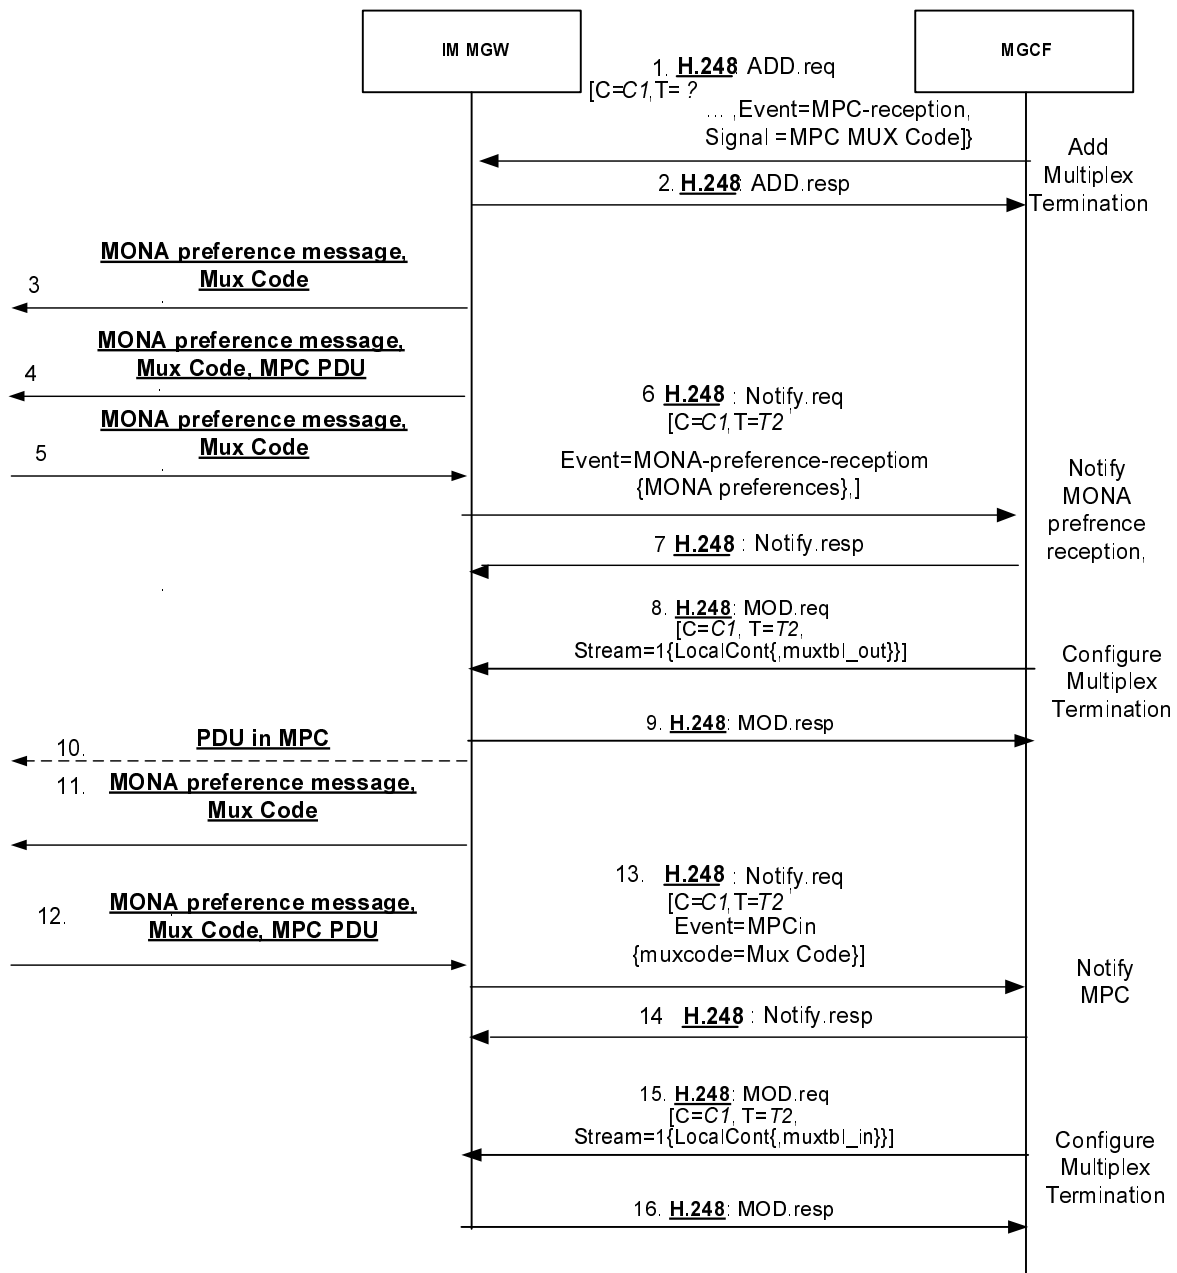 IM MGW
MGCF
1. H.248: ADD.req
[C=C1,T= ?
... ,Event=MPC-reception,
Signal =MPC MUX Code]}
Add
Multiplex
Termination
2. H.248: ADD.resp
MONA preference message,
Mux Code
3
MONA preference message,
Mux Code, MPC PDU
4
MONA preference message,
Mux Code
5
6 H.248 : Notify.req
[C=C1,T=T2,
Event=MONA-preference-receptiom
{MONA preferences},]
Notify
MONA
prefrence
reception,
7 H.248 : Notify.resp
8. H.248: MOD.req
[C=C1, T=T2,
Stream=1{LocalCont{,muxtbl_out}}]
Configure
Multiplex
Termination
9. H.248: MOD.resp
10. PDU in MPC
11. MONA preference message,
Mux Code
12. MONA preference message,
Mux Code, MPC PDU
13. H.248 : Notify.req
[C=C1,T=T2,
Event=MPCin
{muxcode=Mux Code}]
Notify
MPC
14 H.248 : Notify.resp
15. H.248: MOD.req
[C=C1, T=T2,
Stream=1{LocalCont{,muxtbl_in}}]
Configure
Multiplex
Termination
16. H.248: MOD.resp